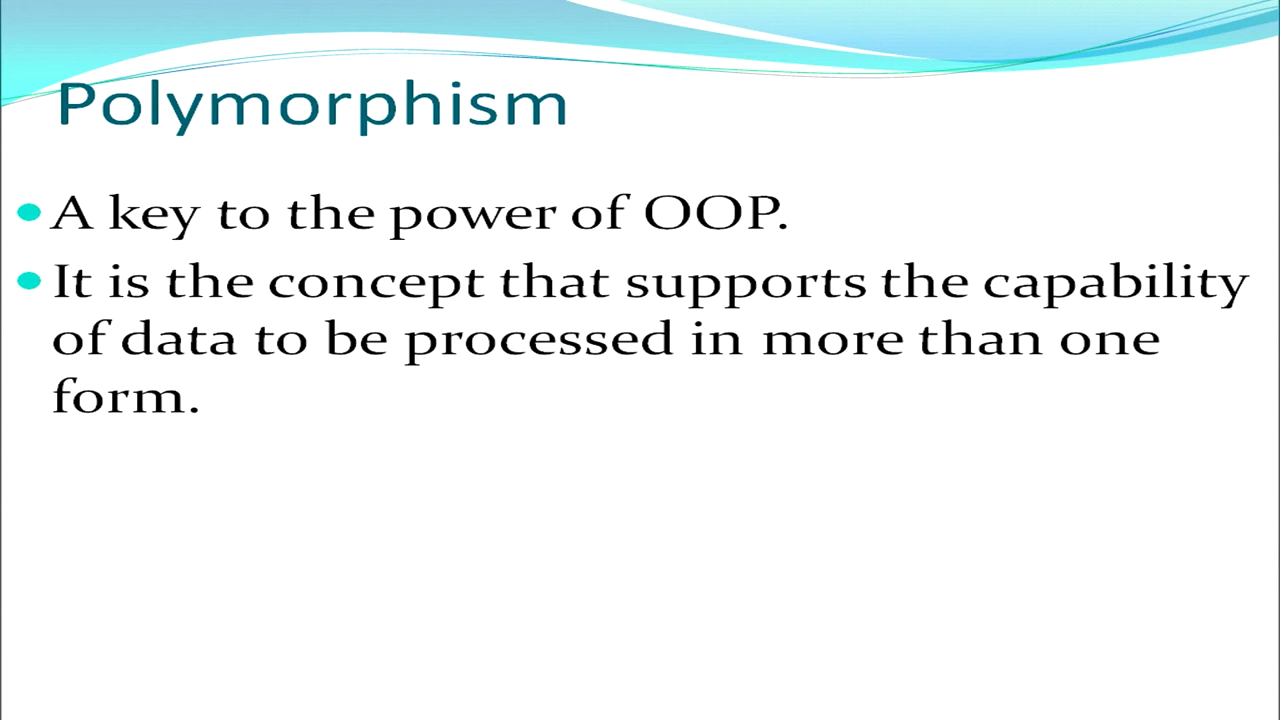 Polymorphism
• A key to the power of OOP.
• It is the concept that supports the capability
of data to be processed in more than one
form.